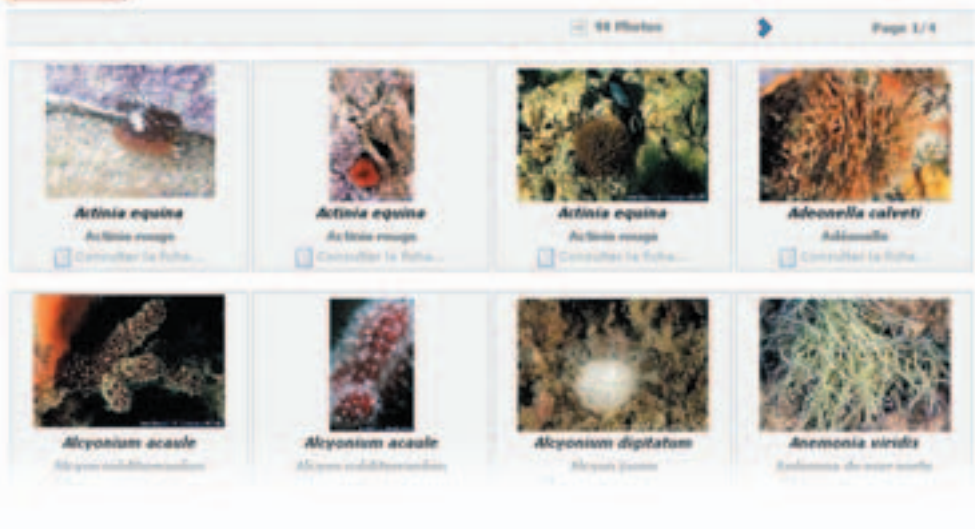 Photos
Page 1/4
Actinia equina
Actinia equina
Actinia equina
Adeonella calveti
Actinie rouge
Actinie rouge
Actinie rouge
Adéonelle
Consulter la fiche...
Consulter la fiche...
Consulter la fiche...
Consulter la fiche...
Alcyonium acaule
Alcyonium acaule
Alcyonium digitatum
Anemonia viridis
Alcyon jaune